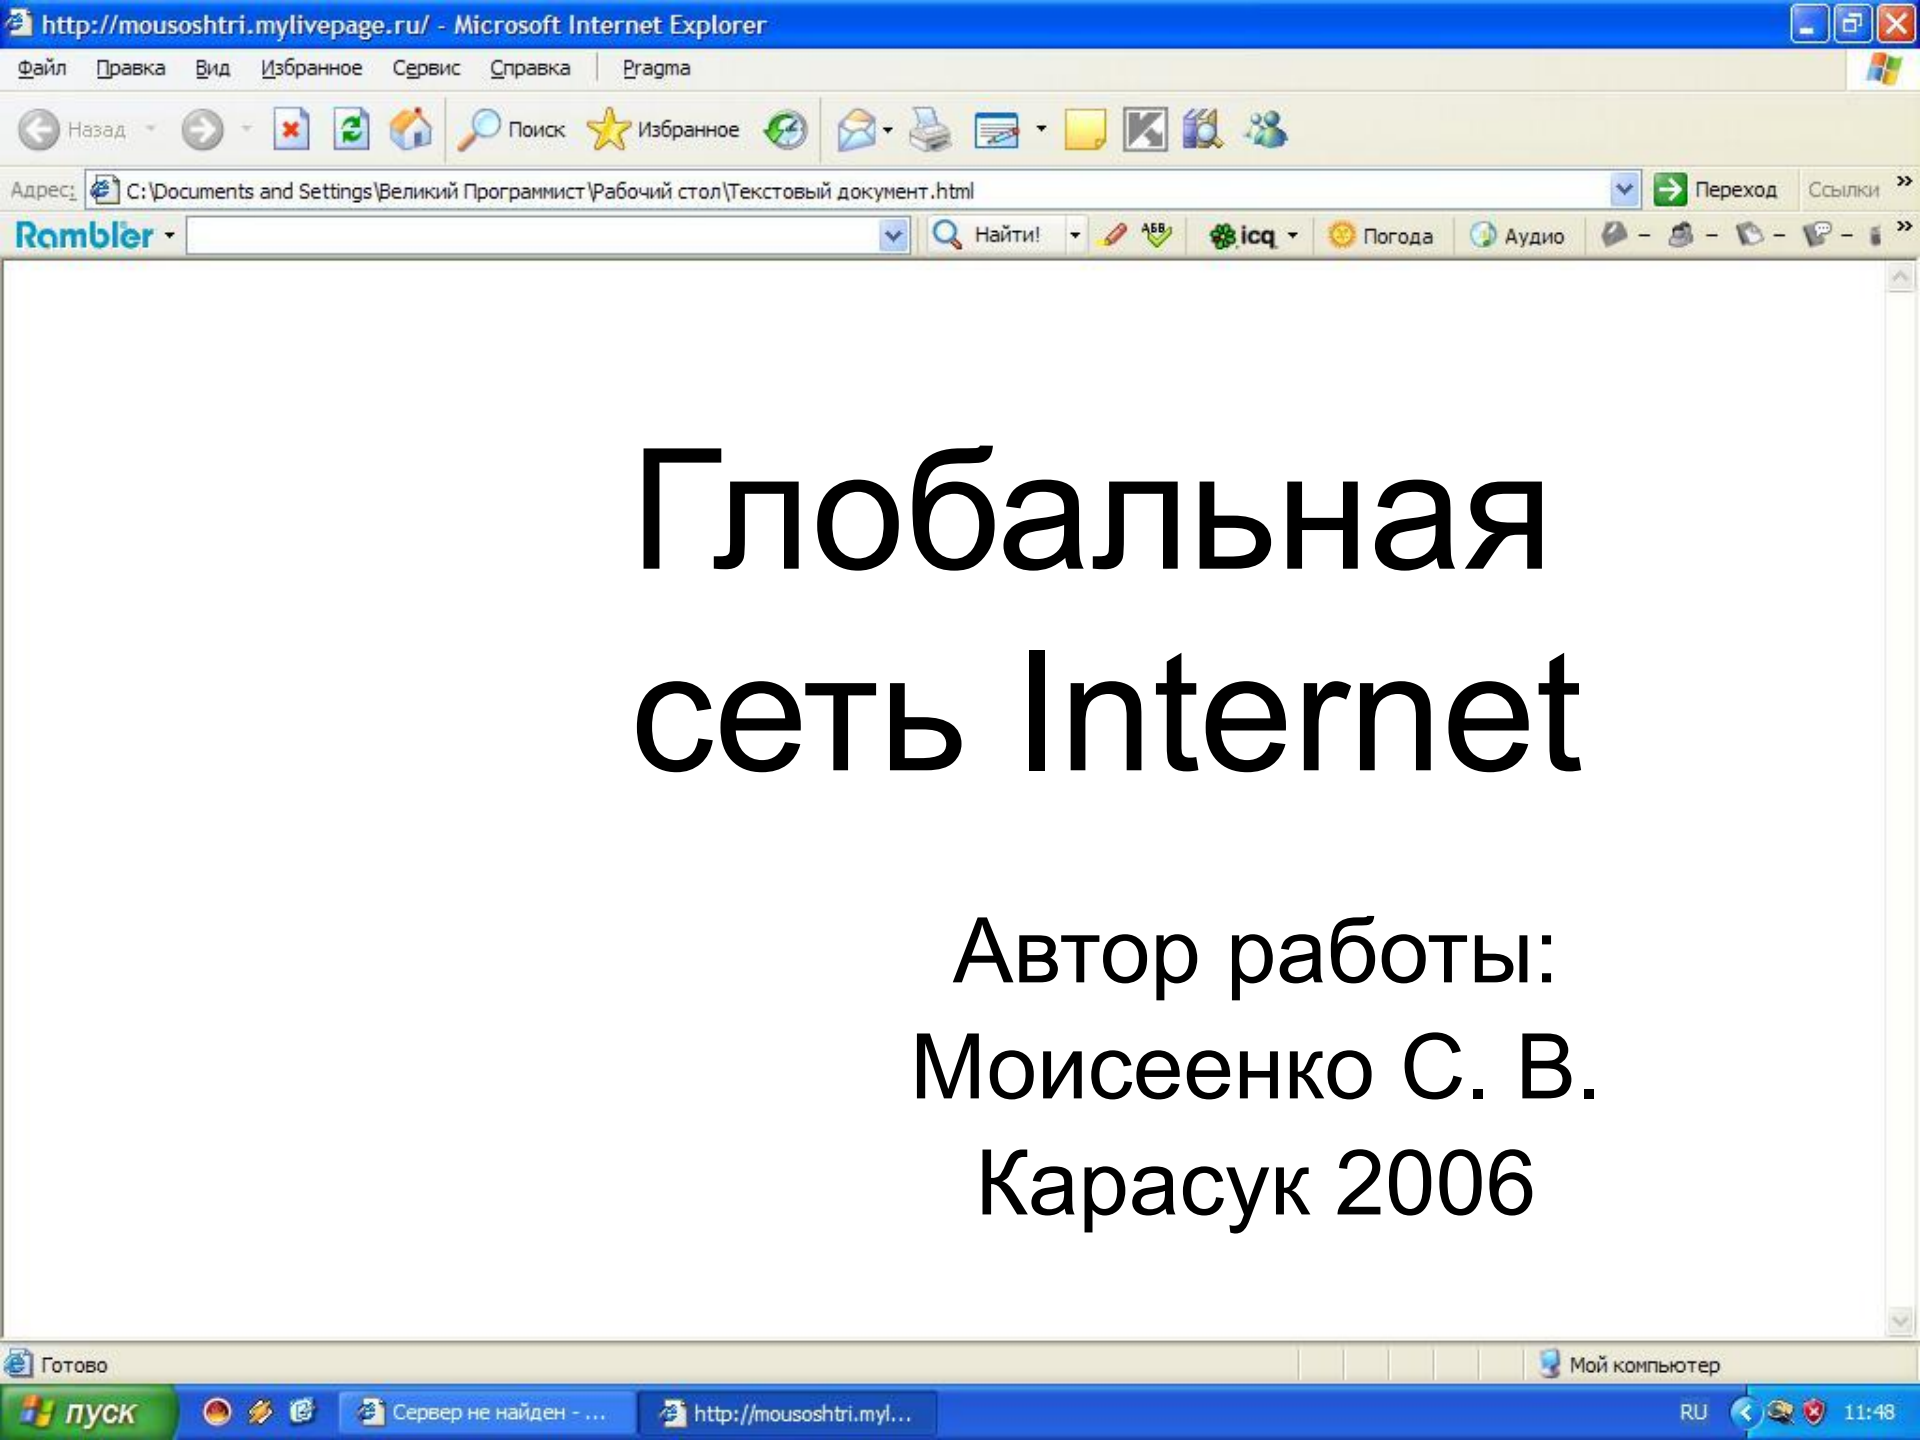 http://mousoshtri.mylivepage.ru/ - Microsoft Internet Explorer
Файл Правка Вид Избранное Сервис Справка Pragma
Назад Поиск Избранное
Адрес: C:\Documents and Settings\Великий Программист\Рабочий стол\Текстовый документ.html Переход Ссылки »
Rambler Найти! АБВ icq Погода Аудио »
Глобальная
сеть Internet
Автор работы:
Моисеенко С. В.
Карасук 2006
Готово Мой компьютер
пуск Сервер не найден - ... http://mousoshtri.myl... RU 11:48